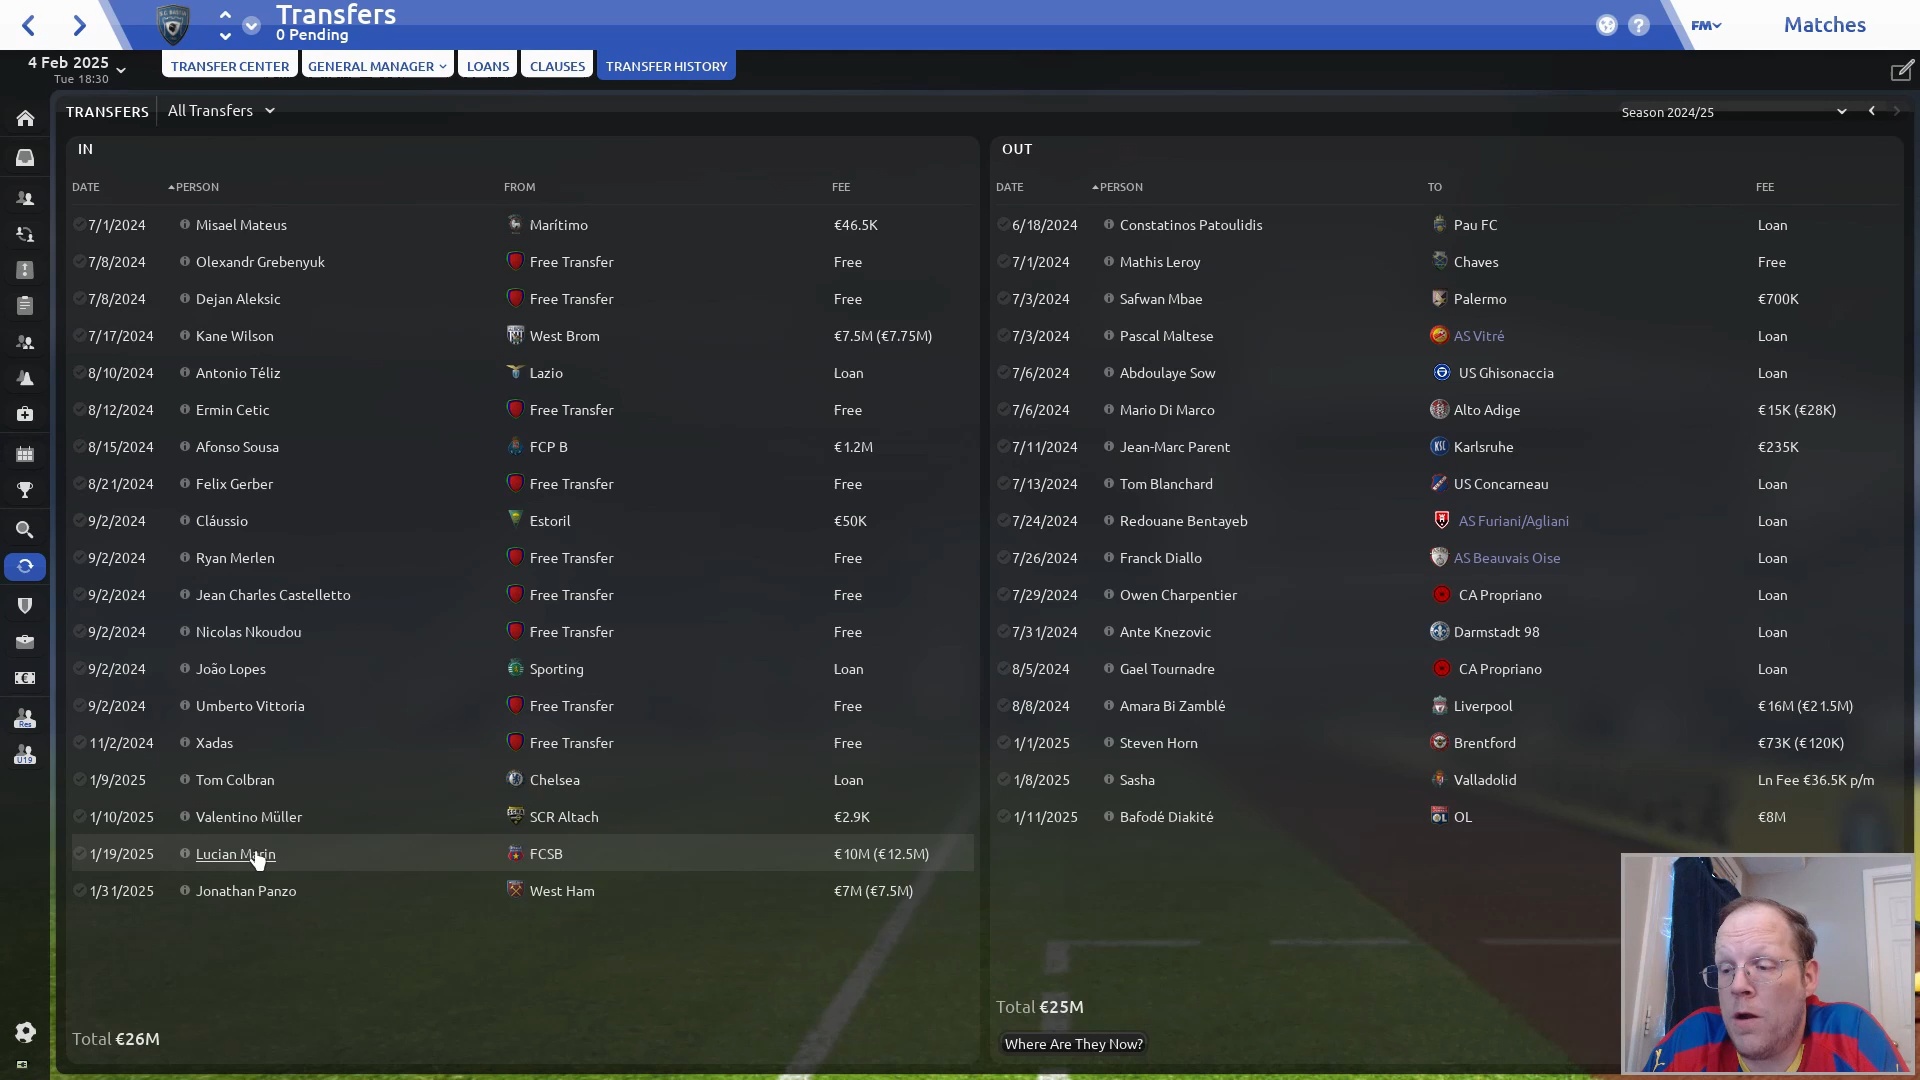 Transfers
0 Pending
FM
Matches
4 Feb 2025
Tue 18:30
TRANSFER CENTER
GENERAL MANAGER
LOANS
CLAUSES
TRANSFER HISTORY
TRANSFERS
All Transfers
Season 2024/25
IN
DATE PERSON FROM FEE
7/1/2024 Misael Mateus Marítimo €46.5K
7/8/2024 Olexandr Grebenyuk Free Transfer Free
7/8/2024 Dejan Aleksic Free Transfer Free
7/17/2024 Kane Wilson West Brom €7.5M (€7.75M)
8/10/2024 Antonio Téliz Lazio Loan
8/12/2024 Ermin Cetic Free Transfer Free
8/15/2024 Afonso Sousa FCP B €1.2M
8/21/2024 Felix Gerber Free Transfer Free
9/2/2024 Cláussio Estoril €50K
9/2/2024 Ryan Merlen Free Transfer Free
9/2/2024 Jean Charles Castelletto Free Transfer Free
9/2/2024 Nicolas Nkoudou Free Transfer Free
9/2/2024 João Lopes Sporting Loan
9/2/2024 Umberto Vittoria Free Transfer Free
11/2/2024 Xadas Free Transfer Free
1/9/2025 Tom Colbran Chelsea Loan
1/10/2025 Valentino Müller SCR Altach €2.9K
1/19/2025 Lucian Marin FCSB €10M (€12.5M)
1/31/2025 Jonathan Panzo West Ham €7M (€7.5M)
Total €26M
OUT
DATE PERSON TO FEE
6/18/2024 Constatinos Patoulidis Pau FC Loan
7/1/2024 Mathis Leroy Chaves Free
7/3/2024 Safwan Mbae Palermo €700K
7/3/2024 Pascal Maltese AS Vitré Loan
7/6/2024 Abdoulaye Sow US Ghisonaccia Loan
7/6/2024 Mario Di Marco Alto Adige €15K (€28K)
7/11/2024 Jean-Marc Parent Karlsruhe €235K
7/13/2024 Tom Blanchard US Concarneau Loan
7/24/2024 Redouane Bentayeb AS Furiani/Agliani Loan
7/26/2024 Franck Diallo AS Beauvais Oise Loan
7/29/2024 Owen Charpentier CA Propriano Loan
7/31/2024 Ante Knezovic Darmstadt 98 Loan
8/5/2024 Gael Tournadre CA Propriano Loan
8/8/2024 Amara Bi Zamblé Liverpool €16M (€21.5M)
1/1/2025 Steven Horn Brentford €73K (€120K)
1/8/2025 Sasha Valladolid Ln Fee €36.5K p/m
1/11/2025 Bafodé Diakité OL €8M
Total €25M
Where Are They Now?
Res
U19